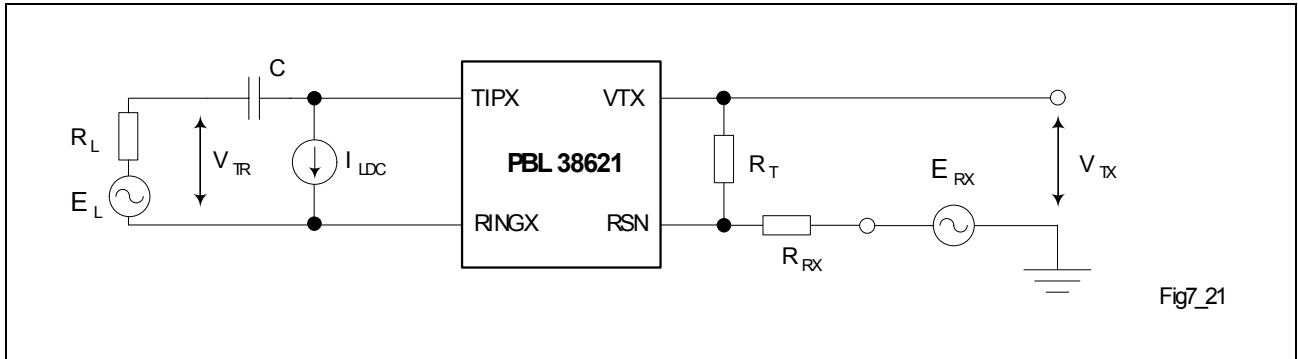 C
TIPX VTX
R L
V TR
I LDC
PBL 38621
R T
V TX
E L
E RX
RINGX RSN
R RX
Fig7_21